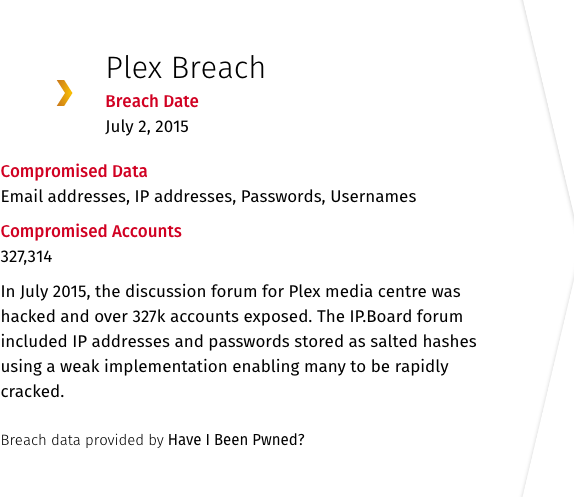 Plex Breach
Breach Date
July 2, 2015
Compromised Data
Email addresses, IP addresses, Passwords, Usernames
Compromised Accounts
327,314
In July 2015, the discussion forum for Plex media centre was
hacked and over 327k accounts exposed. The IP.Board forum
included IP addresses and passwords stored as salted hashes
using a weak implementation enabling many to be rapidly
cracked.
Breach data provided by Have I Been Pwned?